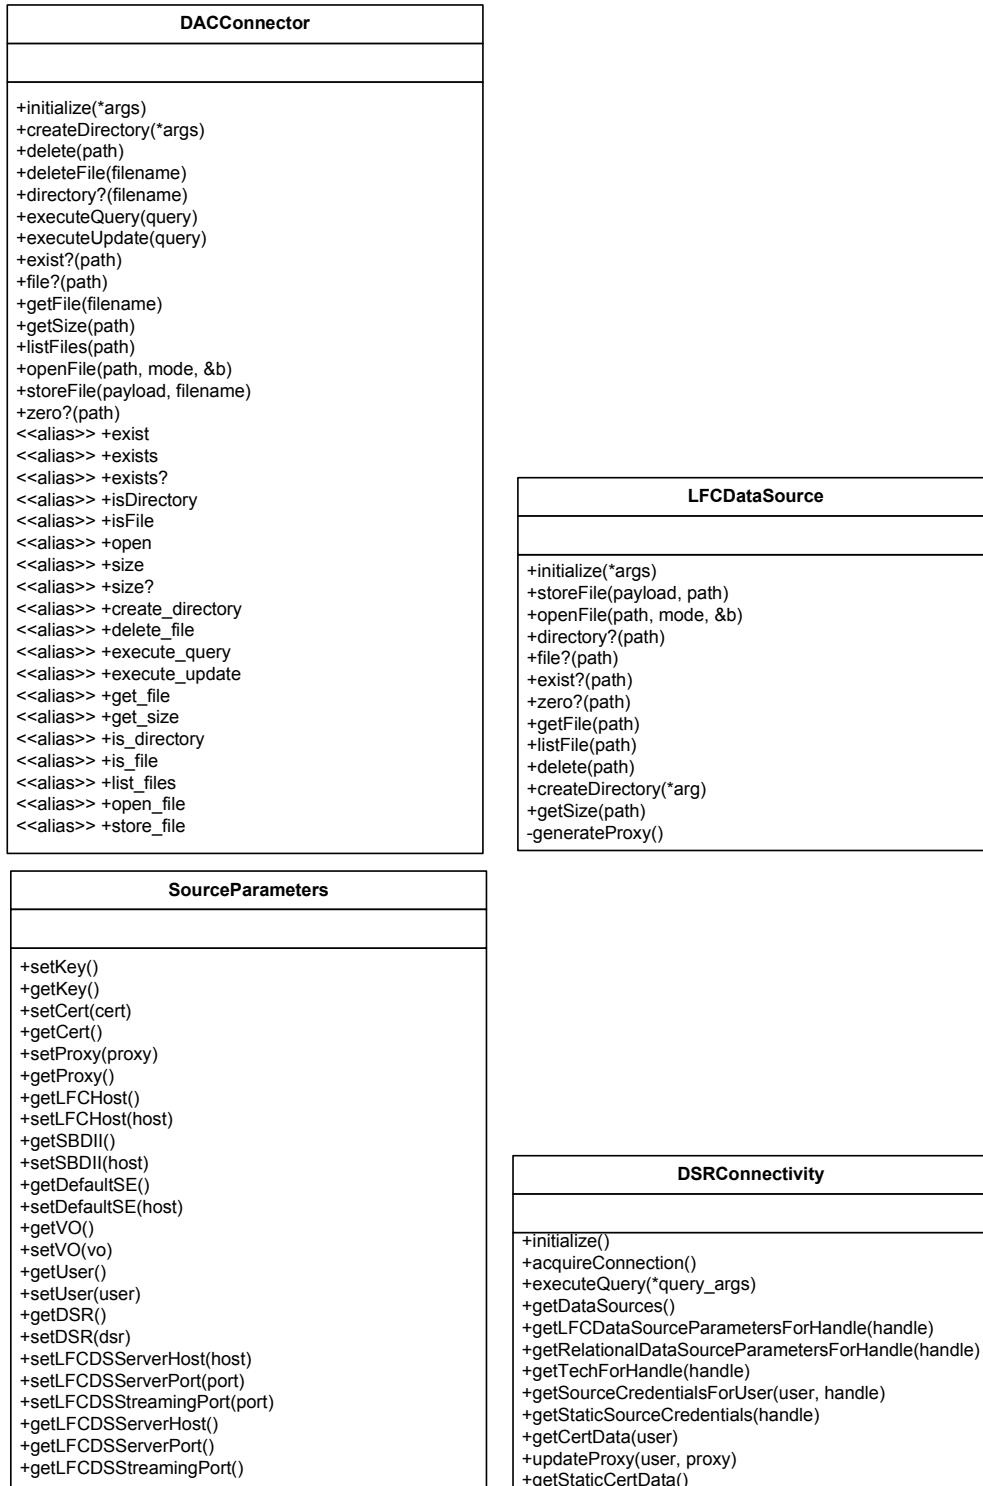 DACConnector
+initialize(*args)
+createDirectory(*args)
+delete(path)
+deleteFile(filename)
+directory?(filename)
+executeQuery(query)
+executeUpdate(query)
+exist?(path)
+file?(path)
+getFile(filename)
+getSize(path)
+listFiles(path)
+openFile(path, mode, &b)
+storeFile(payload, filename)
+zero?(path)
<<alias>> +exist
<<alias>> +exists
<<alias>> +exists?
<<alias>> +isDirectory
<<alias>> +isFile
<<alias>> +open
<<alias>> +size
<<alias>> +size?
<<alias>> +create_directory
<<alias>> +delete_file
<<alias>> +execute_query
<<alias>> +execute_update
<<alias>> +get_file
<<alias>> +get_size
<<alias>> +is_directory
<<alias>> +is_file
<<alias>> +list_files
<<alias>> +open_file
<<alias>> +store_file
LFCDataSource
+initialize(*args)
+storeFile(payload, path)
+openFile(path, mode, &b)
+directory?(path)
+file?(path)
+exist?(path)
+zero?(path)
+getFile(path)
+listFile(path)
+delete(path)
+createDirectory(*arg)
+getSize(path)
-generateProxy()
SourceParameters
+setKey()
+getKey()
+setCert(cert)
+getCert()
+setProxy(proxy)
+getProxy()
+getLFCHost()
+setLFCHost(host)
+getSBDII()
+setSBDII(host)
+getDefaultSE()
+setDefaultSE(host)
+getVO()
+setVO(vo)
+getUser()
+setUser(user)
+getDSR()
+setDSR(dsr)
+setLFCDSServerHost(host)
+setLFCDSServerPort(port)
+setLFCDSStreamingPort(port)
+getLFCDSServerHost()
+getLFCDSServerPort()
+getLFCDSStreamingPort()
DSRConnectivity
+initialize()
+acquireConnection()
+executeQuery(*query_args)
+getDataSources()
+getLFCDataSourceParametersForHandle(handle)
+getRelationalDataSourceParametersForHandle(handle)
+getTechForHandle(handle)
+getSourceCredentialsForUser(user, handle)
+getStaticSourceCredentials(handle)
+getCertData(user)
+updateProxy(user, proxy)
+getStaticCertData()